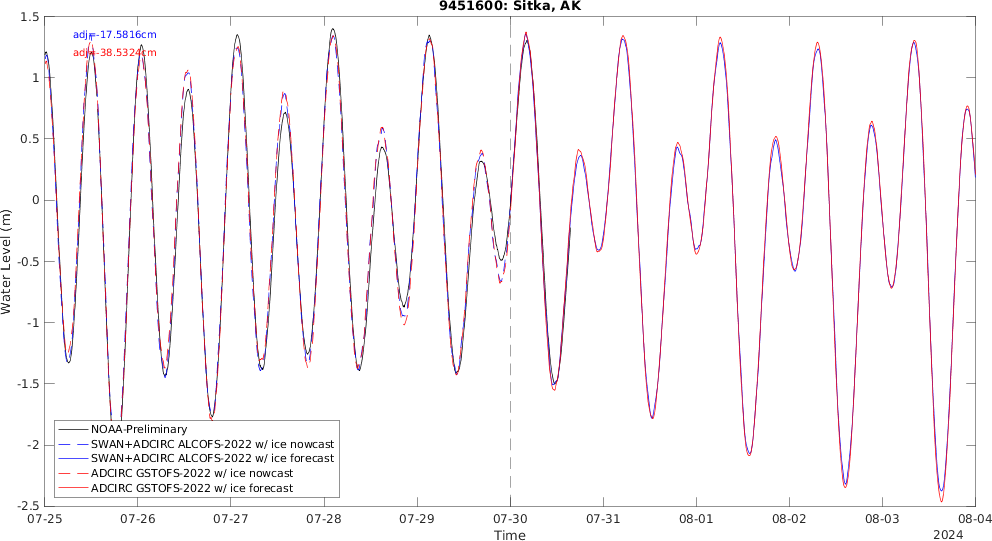 9451600: Sitka, AK
adj=-17.5816cm
adj=-38.5324cm
1.5
1
0.5
0
-0.5
-1
-1.5
-2
-2.5
Water Level (m)
NOAA-Preliminary
SWAN+ADCIRC ALCOFS-2022 w/ ice nowcast
SWAN+ADCIRC ALCOFS-2022 w/ ice forecast
ADCIRC GSTOFS-2022 w/ ice nowcast
ADCIRC GSTOFS-2022 w/ ice forecast
07-25 07-26 07-27 07-28 07-29 07-30 07-31 08-01 08-02 08-03 08-04
Time
2024